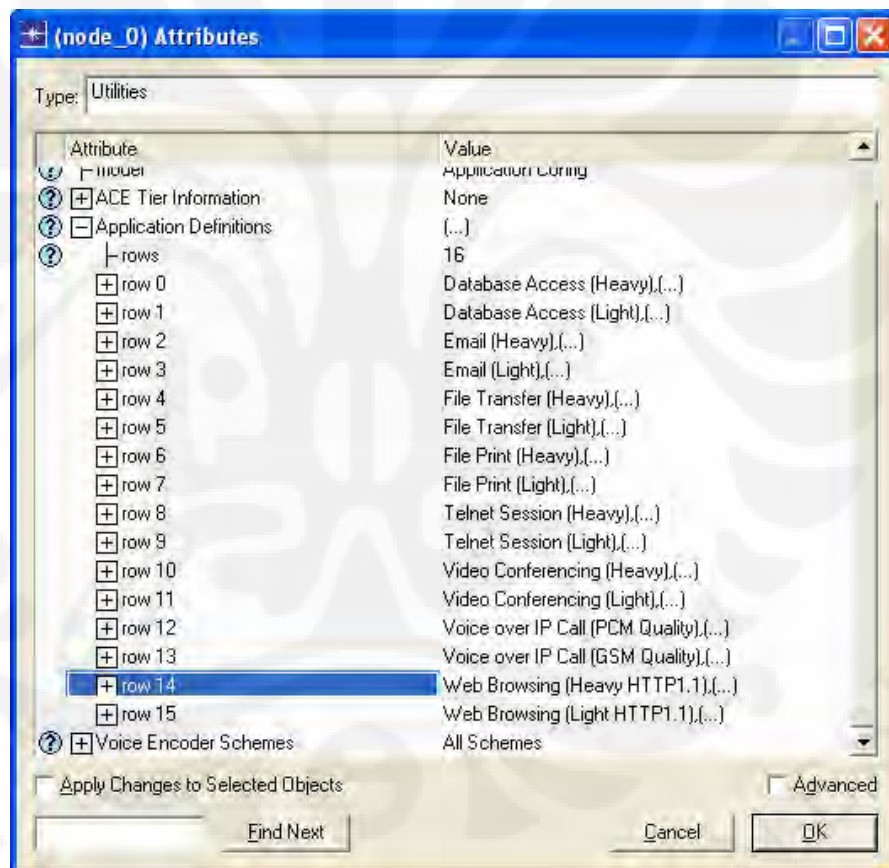 (node_0) Attributes
Type: Utilities
Attribute Value
model Application Config
ACE Tier Information None
Application Definitions (...)
rows 16
row 0 Database Access (Heavy),(...)
row 1 Database Access (Light),(...)
row 2 Email (Heavy),(...)
row 3 Email (Light),(...)
row 4 File Transfer (Heavy),(...)
row 5 File Transfer (Light),(...)
row 6 File Print (Heavy),(...)
row 7 File Print (Light),(...)
row 8 Telnet Session (Heavy),(...)
row 9 Telnet Session (Light),(...)
row 10 Video Conferencing (Heavy),(...)
row 11 Video Conferencing (Light),(...)
row 12 Voice over IP Call (PCM Quality),(...)
row 13 Voice over IP Call (GSM Quality),(...)
row 14 Web Browsing (Heavy HTTP1.1),(...)
row 15 Web Browsing (Light HTTP1.1),(...)
Voice Encoder Schemes All Schemes
Apply Changes to Selected Objects Advanced
Find Next Cancel OK